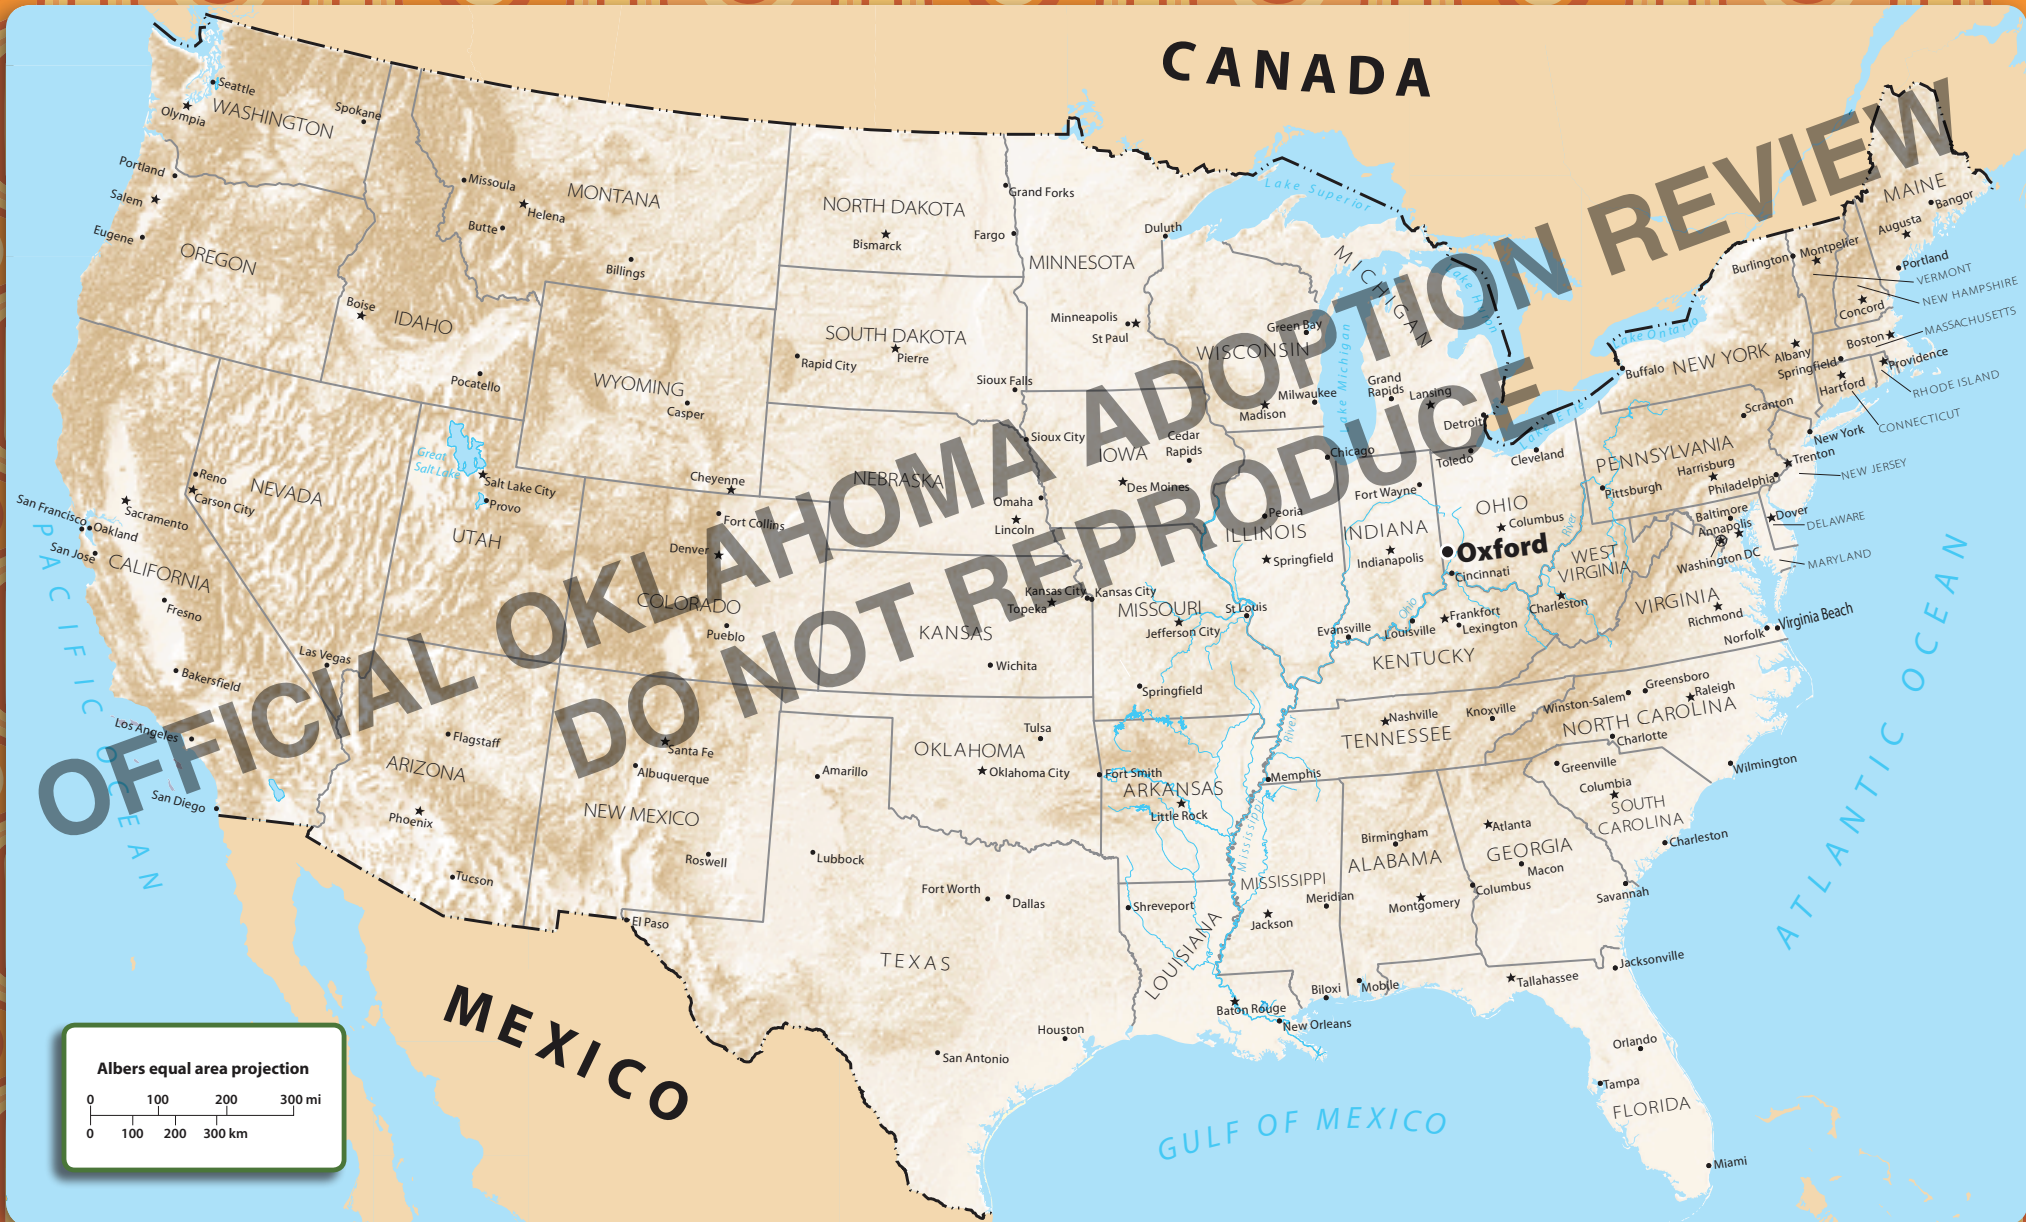 CANADA
OFFICIAL OKLAHOMA ADOPTION REVIEW
DO NOT REPRODUCE
Seattle
Olympia
WASHINGTON
Spokane
Portland
Salem
Eugene
OREGON
Missoula
Helena
Butte
MONTANA
Billings
Boise
IDAHO
Pocatello
NORTH DAKOTA
Bismarck
Grand Forks
Fargo
MINNESOTA
Duluth
Minneapolis
St Paul
SOUTH DAKOTA
Rapid City
Pierre
Sioux Falls
WYOMING
Casper
Cheyenne
Lake Superior
MICHIGAN
Lake Huron
Lake Michigan
Green Bay
WISCONSIN
Milwaukee
Madison
Grand
Rapids
Lansing
Detroit
Lake Erie
Lake Ontario
MAINE
Bangor
Augusta
Portland
Burlington
Montpelier
VERMONT
NEW HAMPSHIRE
Concord
MASSACHUSETTS
Boston
Albany
Springfield
Providence
Hartford
RHODE ISLAND
CONNECTICUT
NEW YORK
Buffalo
Scranton
New York
Trenton
NEW JERSEY
PENNSYLVANIA
Harrisburg
Philadelphia
Pittsburgh
Baltimore
Annapolis
Dover
DELAWARE
Washington DC
MARYLAND
Reno
Carson City
NEVADA
Great
Salt Lake
Salt Lake City
Provo
UTAH
San Francisco
Oakland
Sacramento
San Jose
CALIFORNIA
Fresno
Bakersfield
Las Vegas
Los Angeles
San Diego
PACIFIC OCEAN
Fort Collins
Denver
COLORADO
Pueblo
NEBRASKA
Omaha
Lincoln
Sioux City
IOWA
Cedar
Rapids
Des Moines
Chicago
Peoria
ILLINOIS
Springfield
Fort Wayne
INDIANA
Indianapolis
Toledo
Cleveland
OHIO
Columbus
Oxford
Cincinnati
River
WEST
VIRGINIA
Charleston
VIRGINIA
Richmond
Norfolk
Virginia Beach
Kansas City
Kansas City
Topeka
KANSAS
Wichita
MISSOURI
Jefferson City
St Louis
Springfield
Evansville
Ohio
Louisville
Frankfort
Lexington
KENTUCKY
Flagstaff
ARIZONA
Phoenix
Tucson
Santa Fe
Albuquerque
NEW MEXICO
Roswell
Amarillo
Lubbock
Tulsa
OKLAHOMA
Oklahoma City
Fort Smith
ARKANSAS
Little Rock
River
Mississippi
Memphis
Nashville
Knoxville
TENNESSEE
Winston-Salem
Greensboro
Raleigh
NORTH CAROLINA
Charlotte
Wilmington
Greenville
Columbia
SOUTH
CAROLINA
Charleston
Atlanta
GEORGIA
Macon
Columbus
Savannah
Birmingham
ALABAMA
Montgomery
MISSISSIPPI
Meridian
Jackson
Shreveport
LOUISIANA
Baton Rouge
New Orleans
Biloxi
Mobile
Tallahassee
Jacksonville
Orlando
Tampa
FLORIDA
Miami
El Paso
Fort Worth
Dallas
TEXAS
Houston
San Antonio
MEXICO
GULF OF MEXICO
ATLANTIC OCEAN
Albers equal area projection
0 100 200 300 mi
0 100 200 300 km